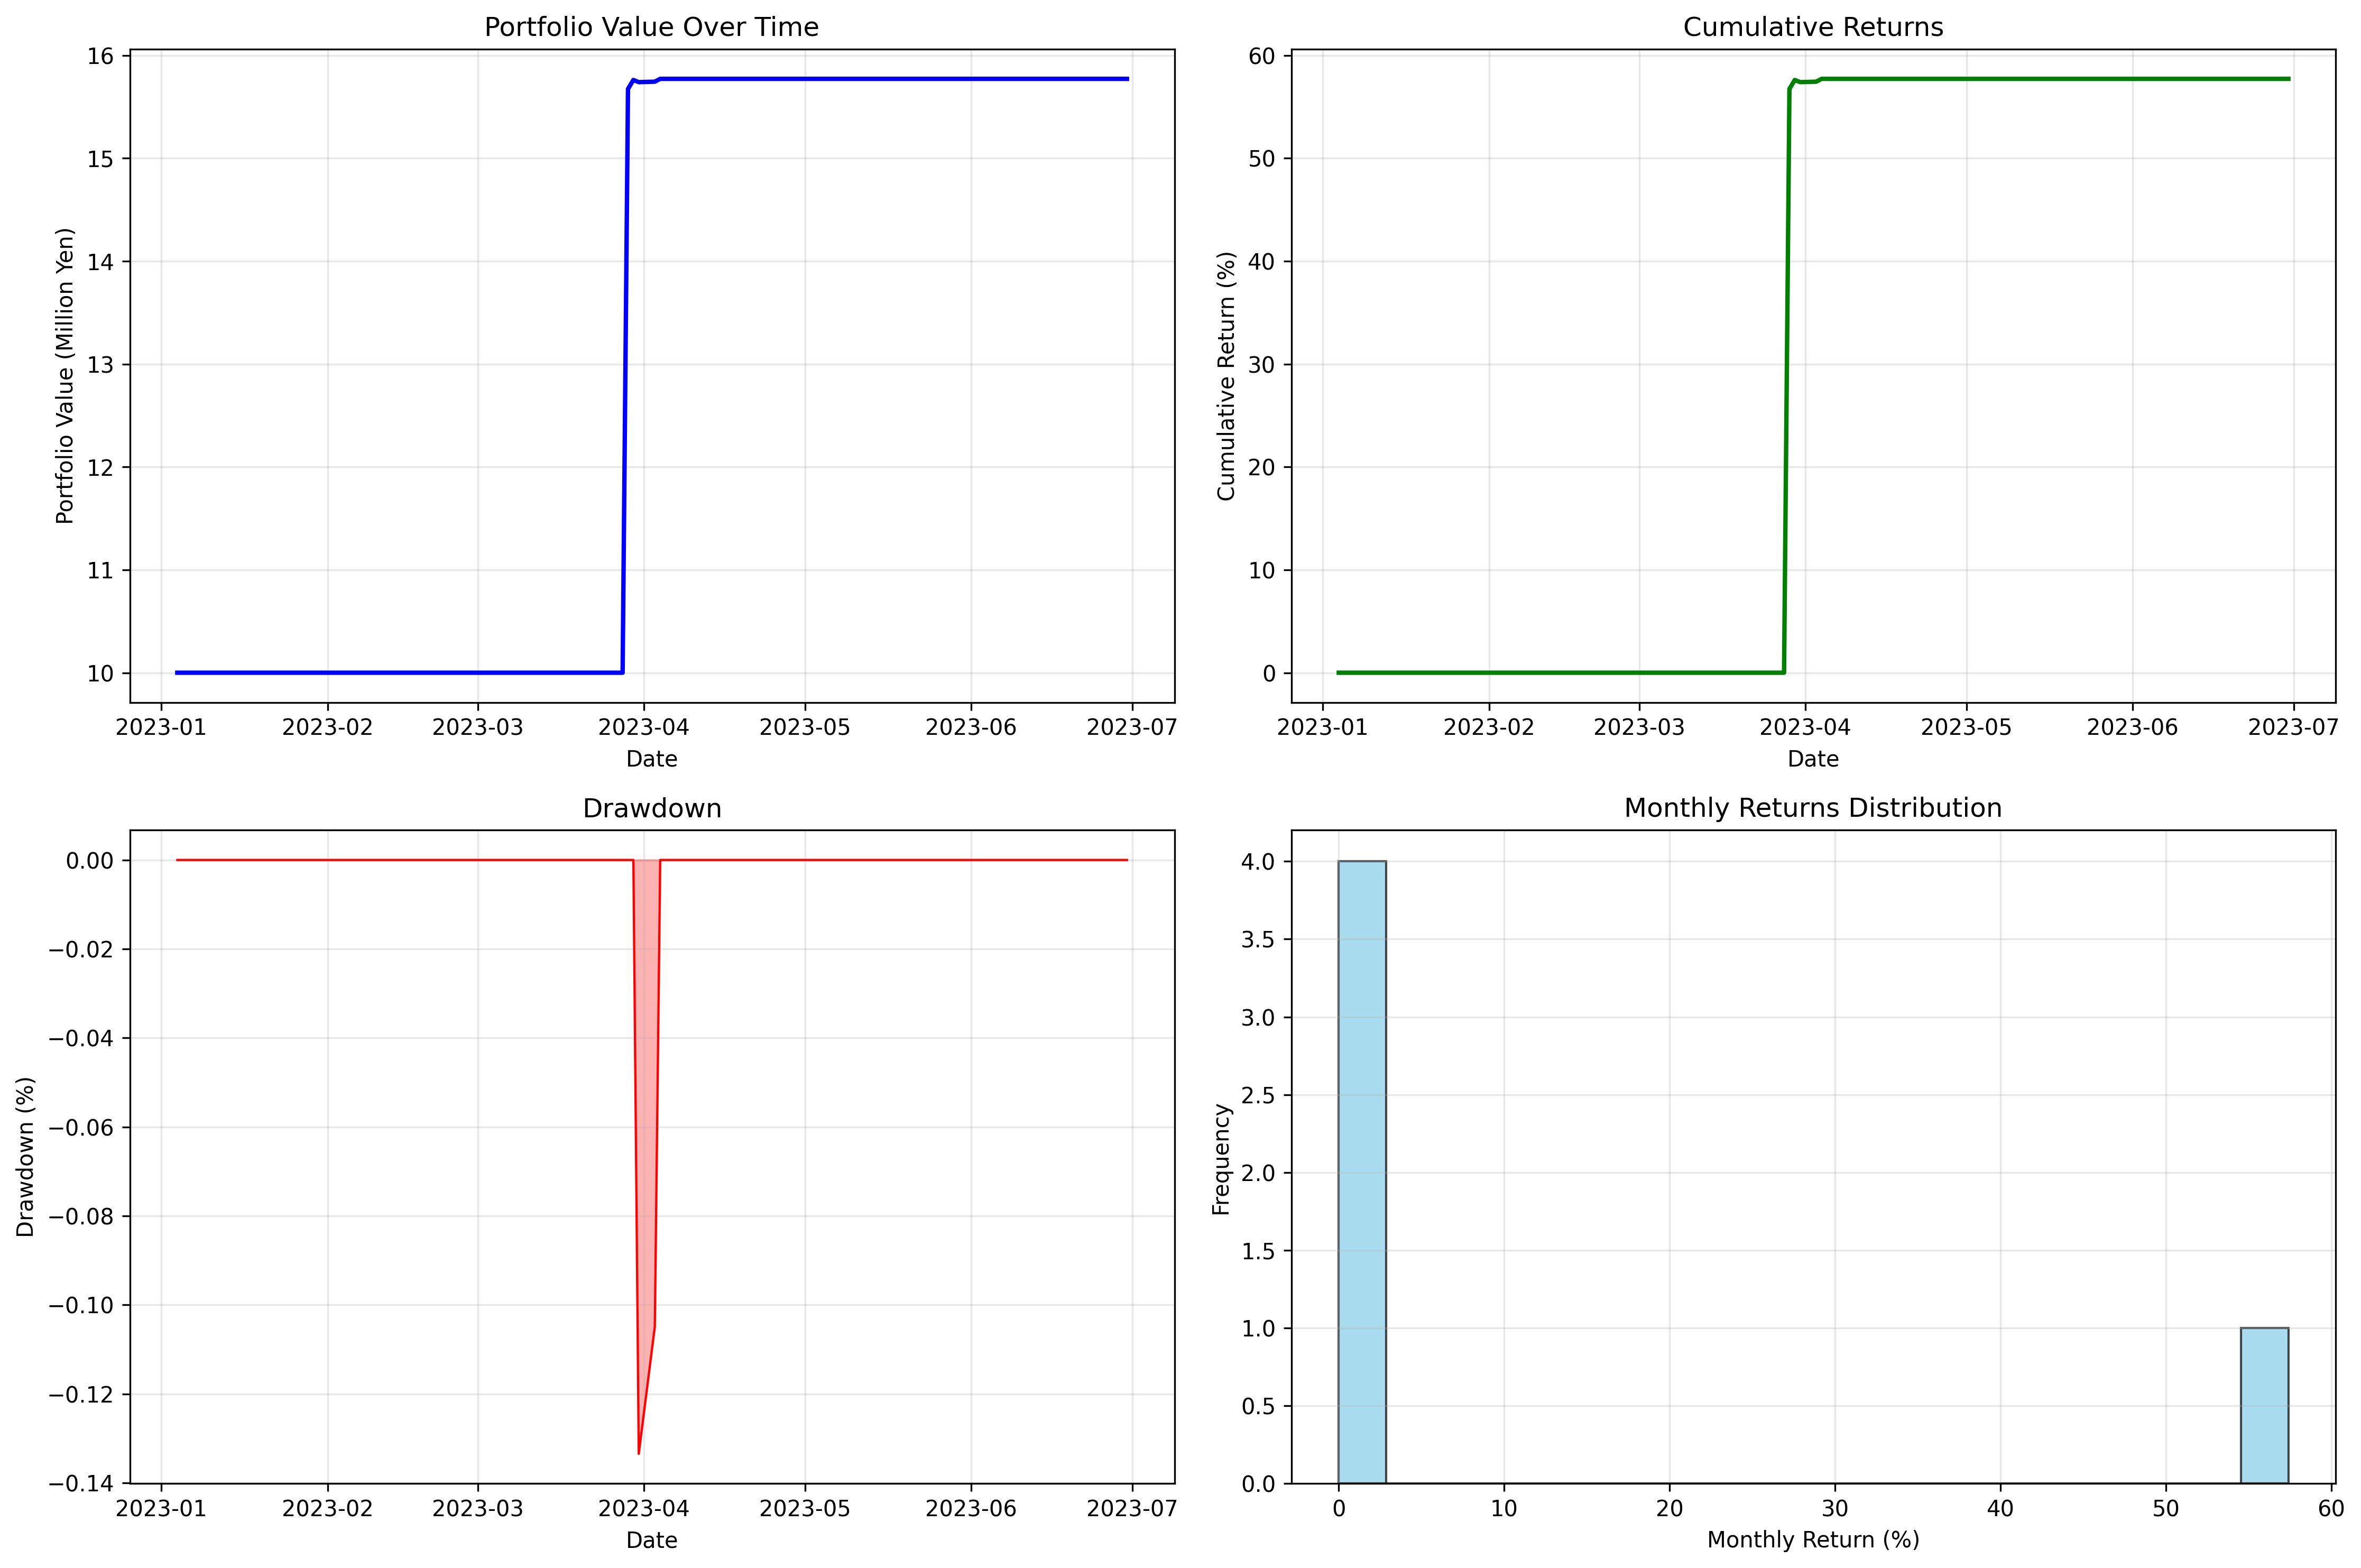 Portfolio Value Over Time
Portfolio Value (Million Yen)
16
15
14
13
12
11
10
2023-01 2023-02 2023-03 2023-04 2023-05 2023-06 2023-07
Date
Cumulative Returns
Cumulative Return (%)
60
50
40
30
20
10
0
2023-01 2023-02 2023-03 2023-04 2023-05 2023-06 2023-07
Date
Drawdown
Drawdown (%)
0.00
−0.02
−0.04
−0.06
−0.08
−0.10
−0.12
−0.14
2023-01 2023-02 2023-03 2023-04 2023-05 2023-06 2023-07
Date
Monthly Returns Distribution
Frequency
4.0
3.5
3.0
2.5
2.0
1.5
1.0
0.5
0.0
0 10 20 30 40 50 60
Monthly Return (%)